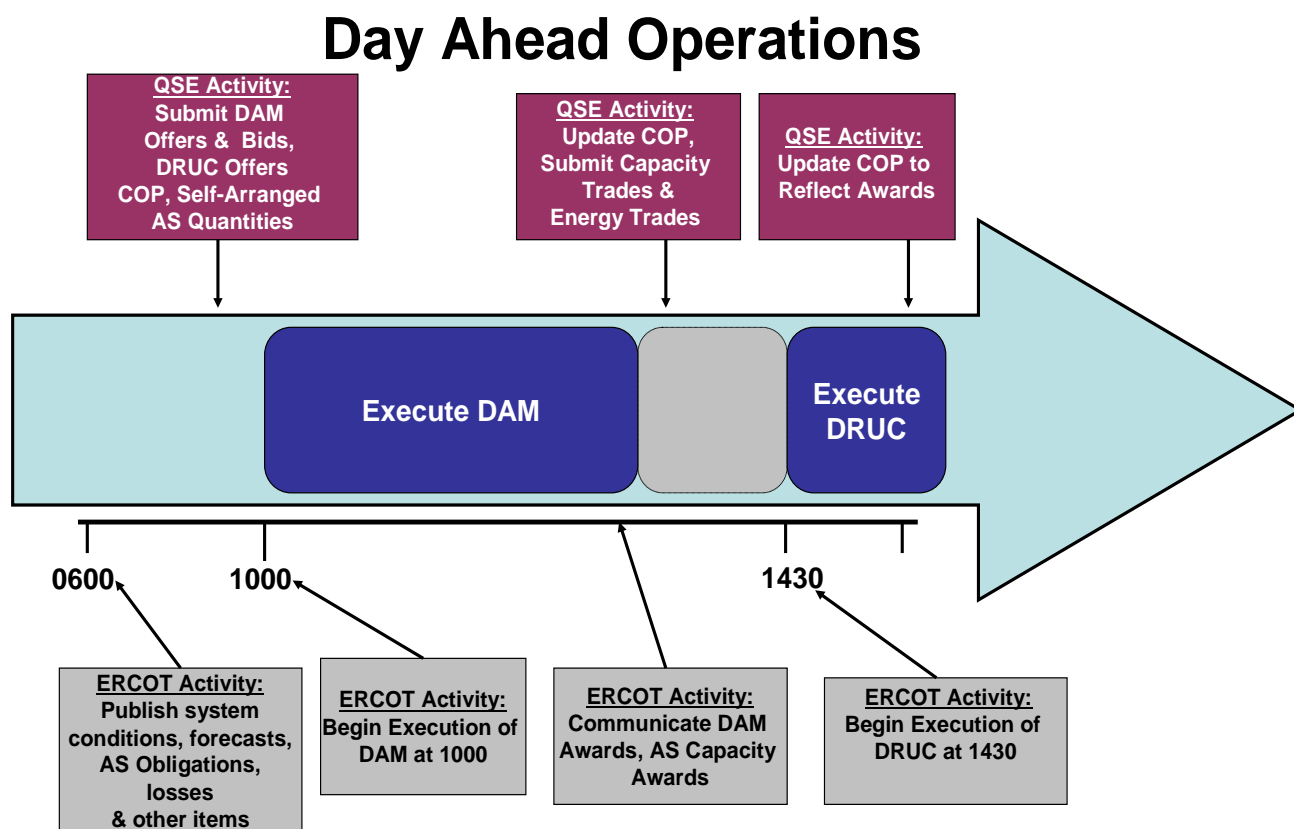 Day Ahead Operations
QSE Activity:
Submit DAM
Offers & Bids,
DRUC Offers
COP, Self-Arranged
AS Quantities
QSE Activity:
Update COP,
Submit Capacity
Trades &
Energy Trades
QSE Activity:
Update COP to
Reflect Awards
Execute DAM
Execute
DRUC
0600
1000
1430
ERCOT Activity:
Publish system
conditions, forecasts,
AS Obligations,
losses
& other items
ERCOT Activity:
Begin Execution of
DAM at 1000
ERCOT Activity:
Communicate DAM
Awards, AS Capacity
Awards
ERCOT Activity:
Begin Execution of
DRUC at 1430